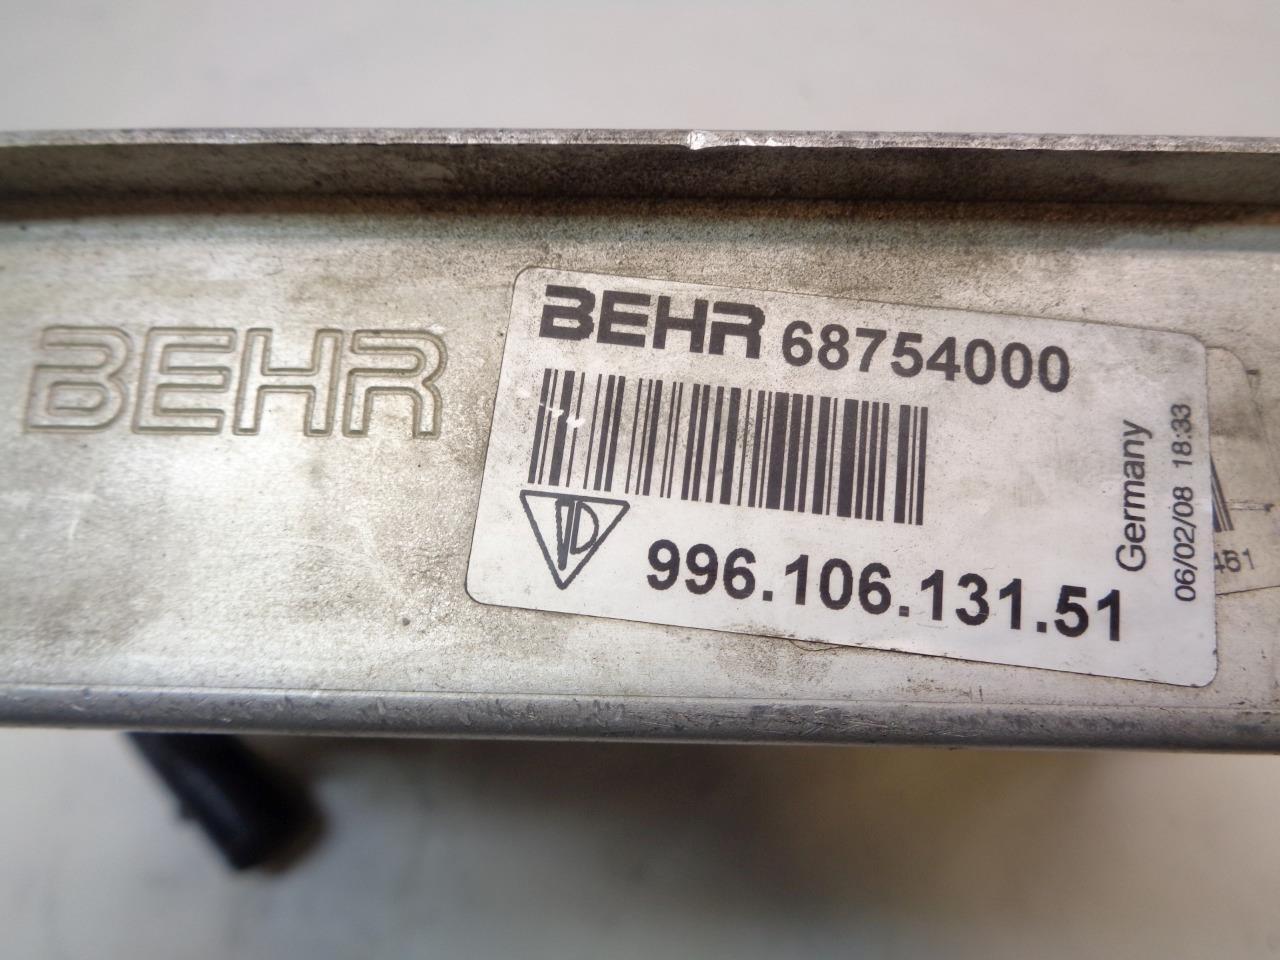 BEHR
BEHR 68754000
996.106.131.51
Germany
06/02/08 18:33